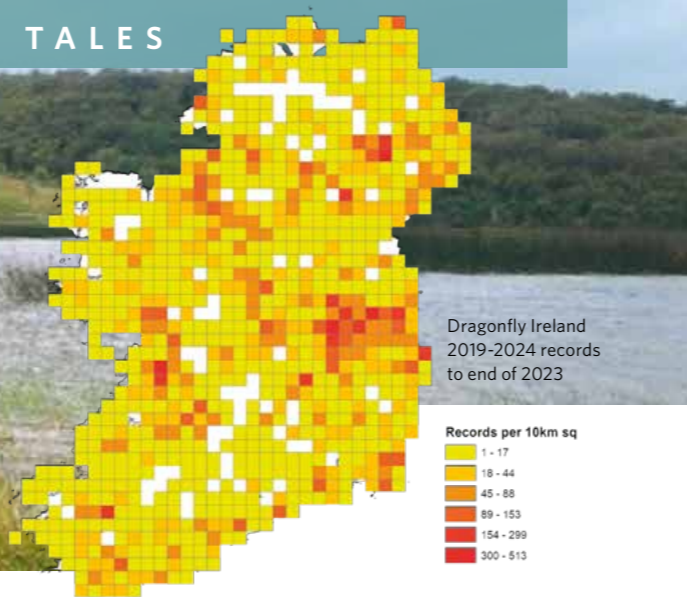 TALES
Dragonfly Ireland
2019-2024 records
to end of 2023
Records per 10km sq
1 - 17
18 - 44
45 - 88
89 - 153
154 - 299
300 - 513